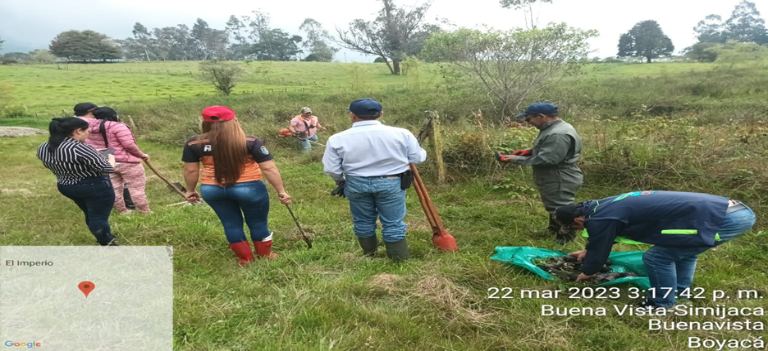 El Imperio
Google
22 mar 2023 3:17:42 p. m.
Buena Vista-Simijaca
Buenavista
Boyacá